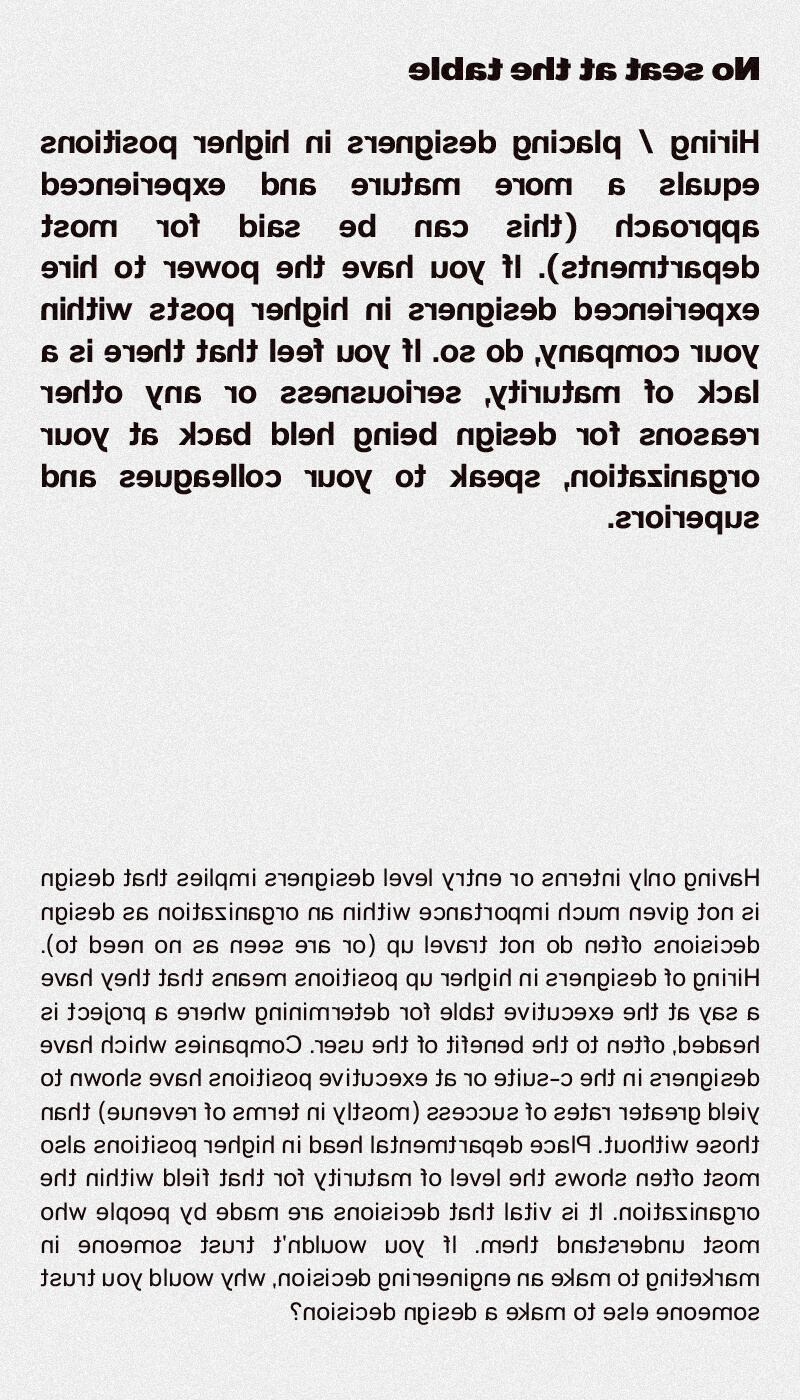 No seat at the table
Hiring / placing designers in higher positions
equals a more mature and experienced
approach (this can be said for most
departments). If you have the power to hire
experienced designers in higher posts within
your company, do so. If you feel that there is a
lack of maturity, seriousness or any other
reasons for design being held back at your
organization, speak to your colleagues and
superiors.
Having only interns or entry level designers implies that design
is not given much importance within an organization as design
decisions often do not travel up (or are seen as no need to).
Hiring of designers in higher up positions means that they have
a say at the executive table for determining where a project is
headed, often to the benefit of the user. Companies which have
designers in the c-suite or at executive positions have shown to
yield greater rates of success (mostly in terms of revenue) than
those without. Place departmental head in higher positions also
most often shows the level of maturity for that field within the
organization. It is vital that decisions are made by people who
most understand them. If you wouldn't trust someone in
marketing to make an engineering decision, why would you trust
someone else to make a design decision?